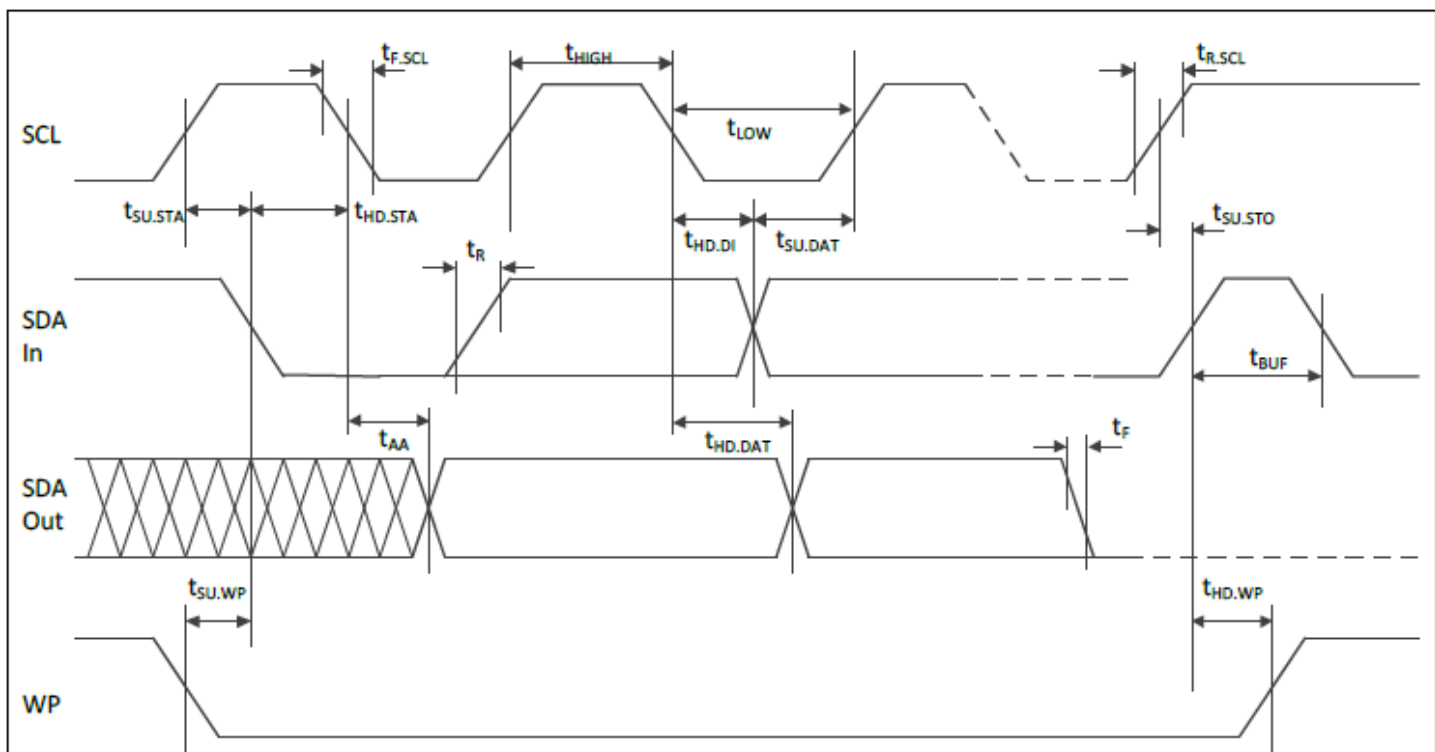 tF.SCL
tHIGH
tR.SCL
SCL
tLOW
tSU.STA
tHD.STA
tSU.STO
tHD.DI
tSU.DAT
tR
SDA
In
tBUF
tAA
tHD.DAT
tF
SDA
Out
tSU.WP
tHD.WP
WP